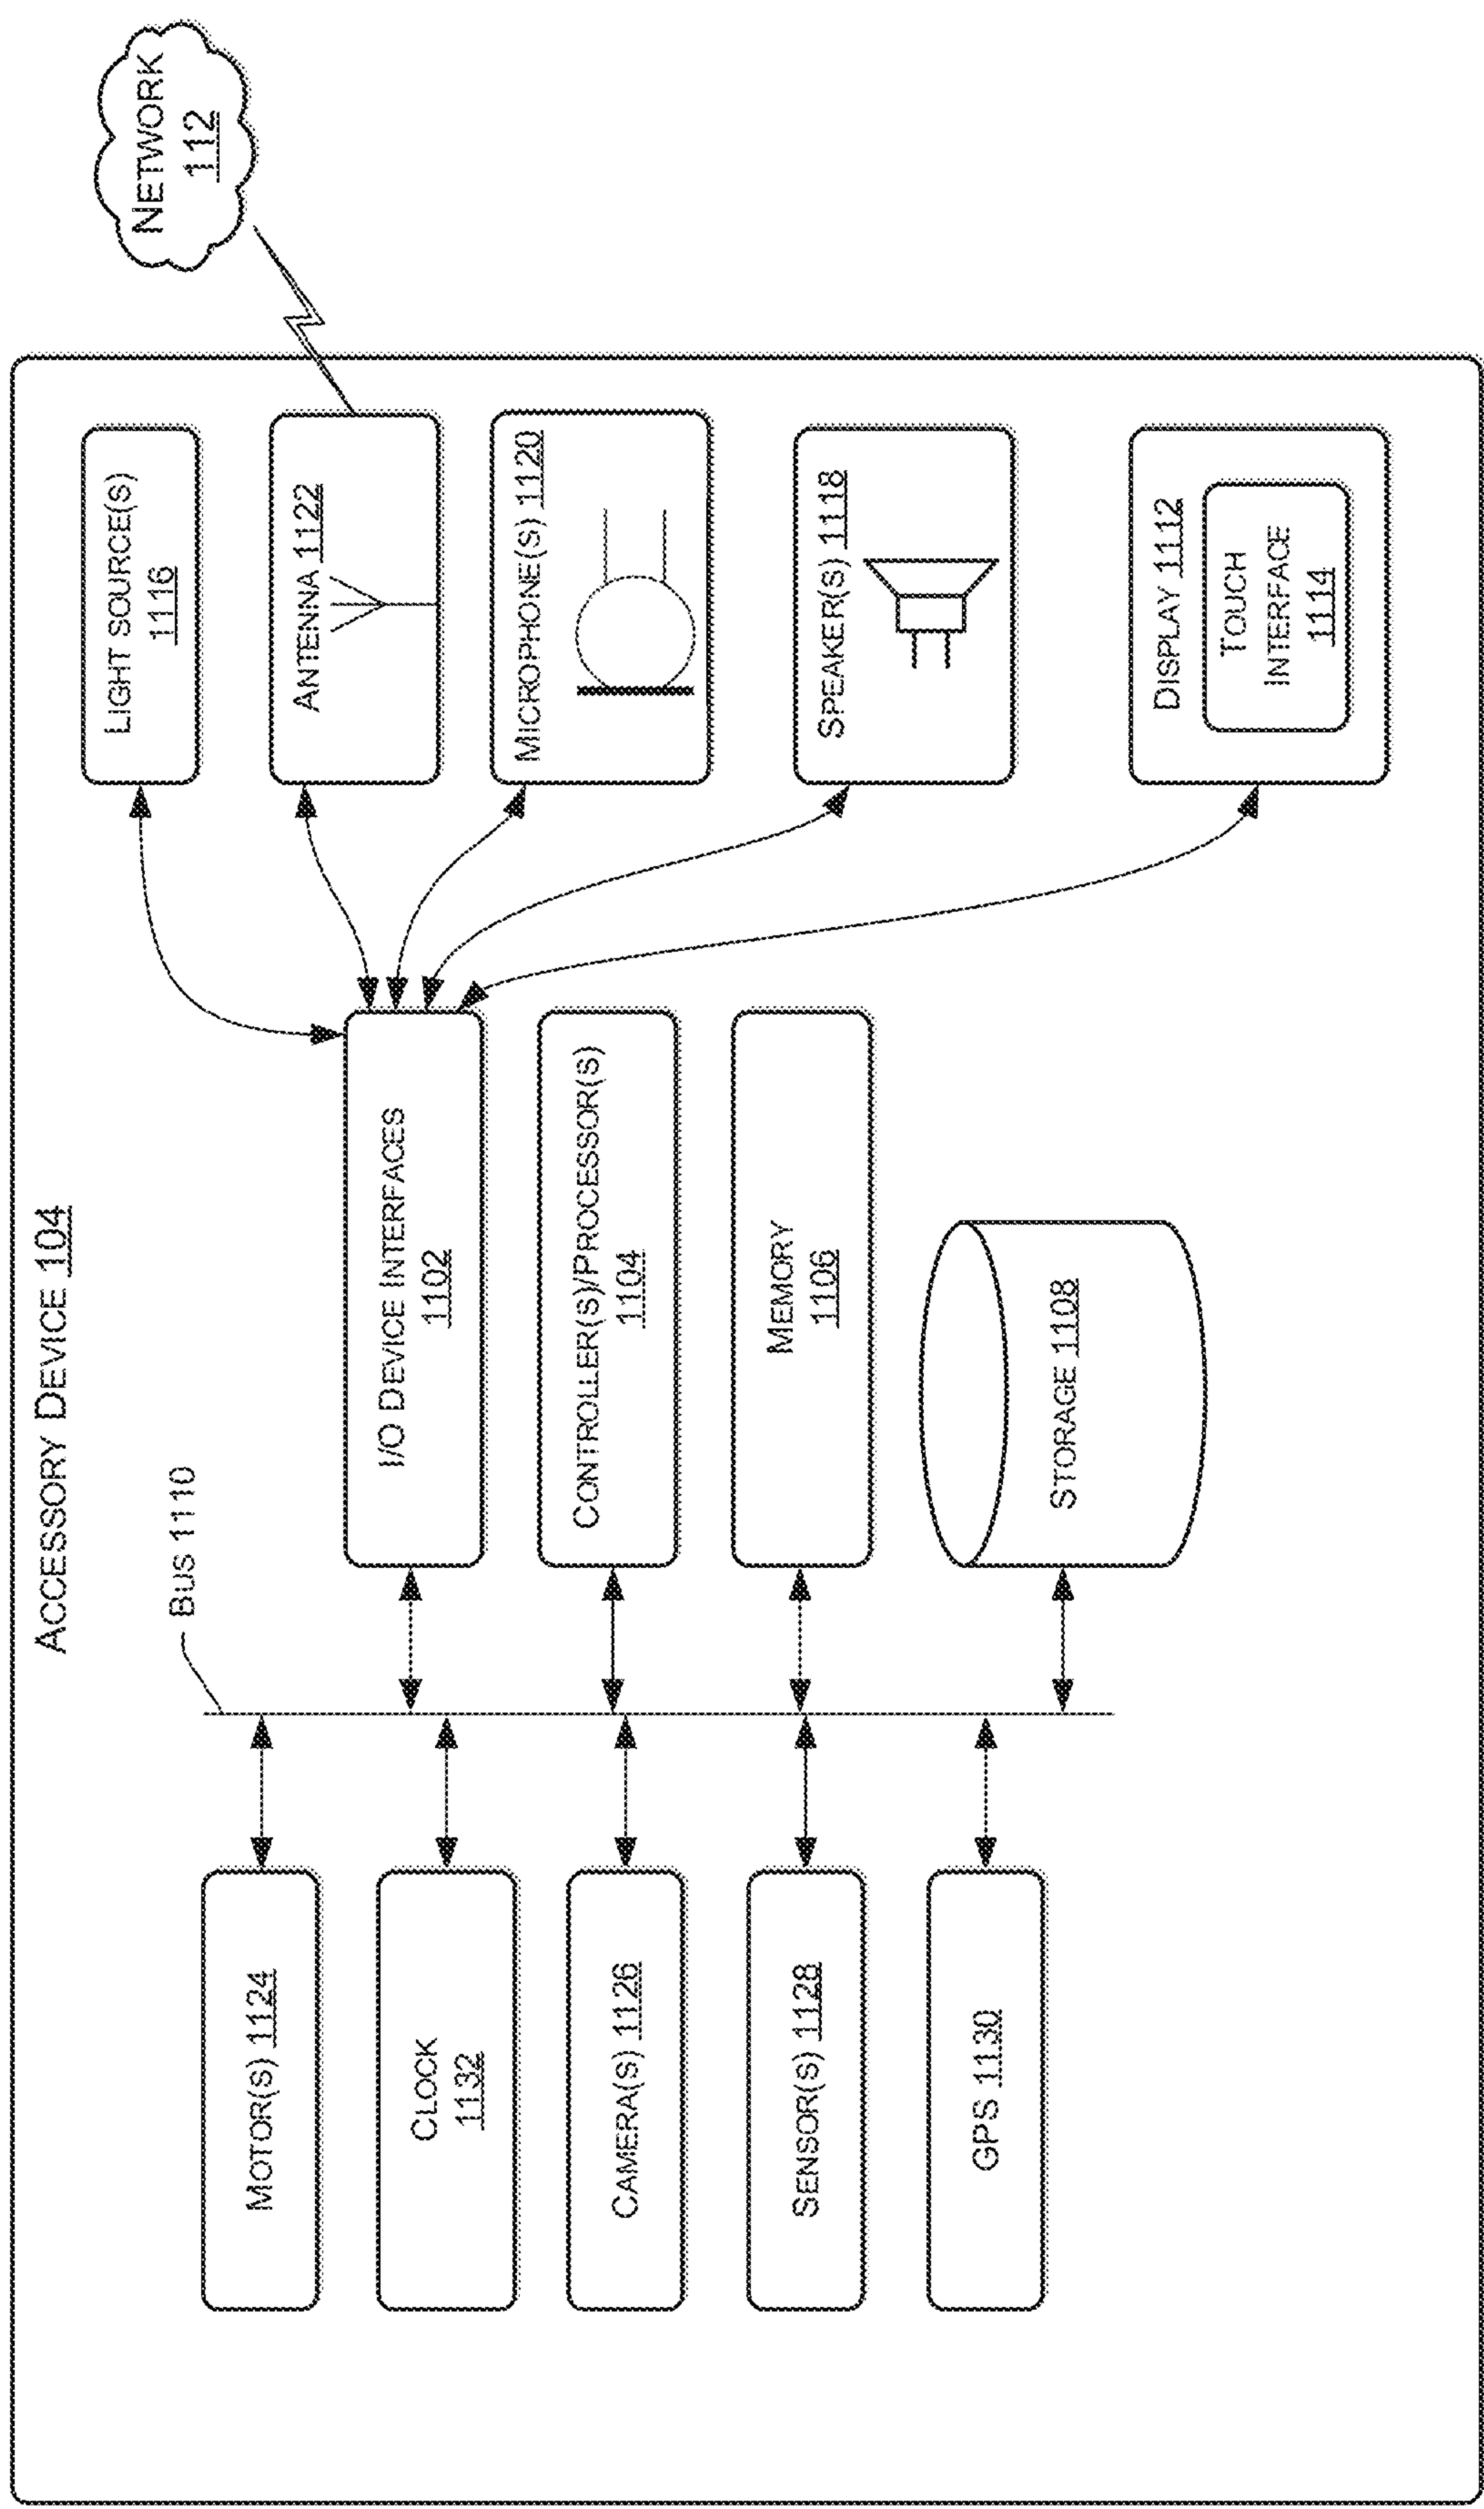 ACCESSORY DEVICE 104
BUS 1110
MOTOR(S) 1124
CLOCK
1132
CAMERA(S) 1126
SENSOR(S) 1128
GPS 1130
I/O DEVICE INTERFACES
1102
CONTROLLER(S)/PROCESSOR(S)
1104
MEMORY
1106
STORAGE 1108
LIGHT SOURCE(S)
1116
ANTENNA 1122
MICROPHONE(S) 1120
SPEAKER(S) 1118
DISPLAY 1112
TOUCH
INTERFACE
1114
NETWORK
112